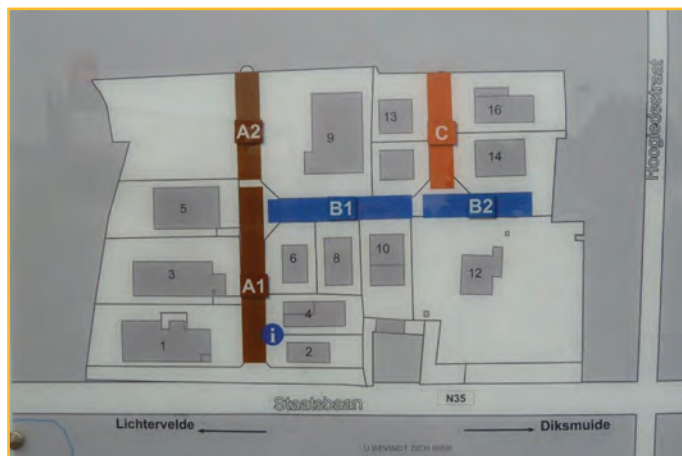 A2
9
13
C
16
14
Hoogledestraat
5
B1
B2
A1
6
8
10
3
12
4
i
1
2
Staatsbaan
N35
Lichtervelde
Diksmuide
U BEVINDT ZICH HIER